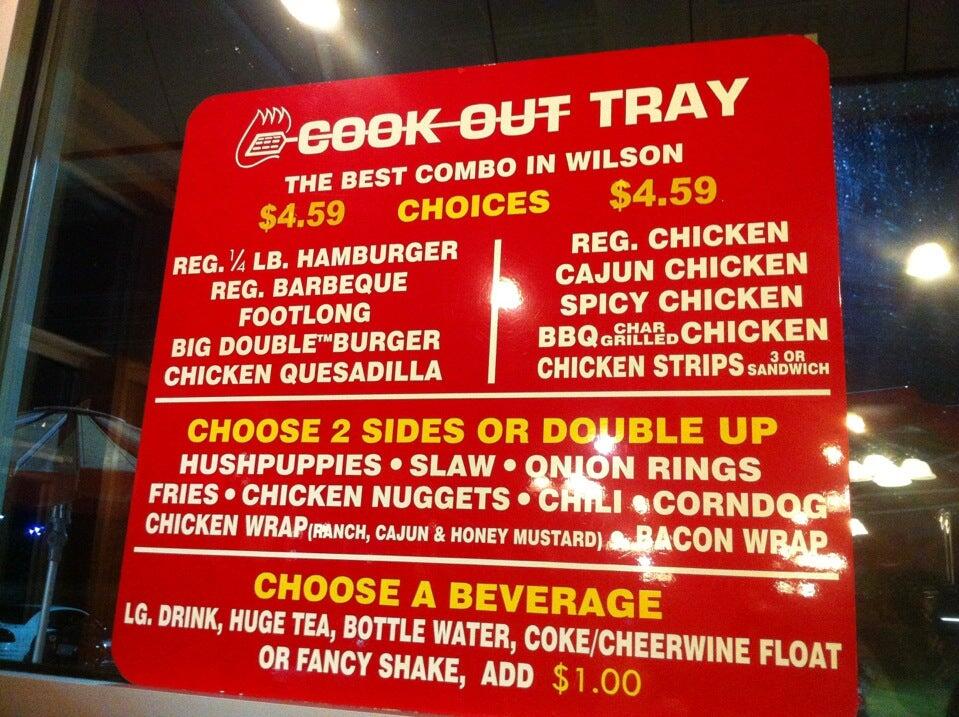 COOK OUT TRAY
THE BEST COMBO IN WILSON
$4.59 CHOICES $4.59
REG. ¼ LB. HAMBURGER
REG. BARBEQUE
FOOTLONG
BIG DOUBLE™ BURGER
CHICKEN QUESADILLA
REG. CHICKEN
CAJUN CHICKEN
SPICY CHICKEN
BBQ CHAR GRILLED CHICKEN
CHICKEN STRIPS 3 OR SANDWICH
CHOOSE 2 SIDES OR DOUBLE UP
HUSHPUPPIES • SLAW • ONION RINGS
FRIES • CHICKEN NUGGETS • CHILI • CORNDOG
CHICKEN WRAP (RANCH, CAJUN & HONEY MUSTARD) • BACON WRAP
CHOOSE A BEVERAGE
LG. DRINK, HUGE TEA, BOTTLE WATER, COKE/CHEERWINE FLOAT
OR FANCY SHAKE, ADD $1.00